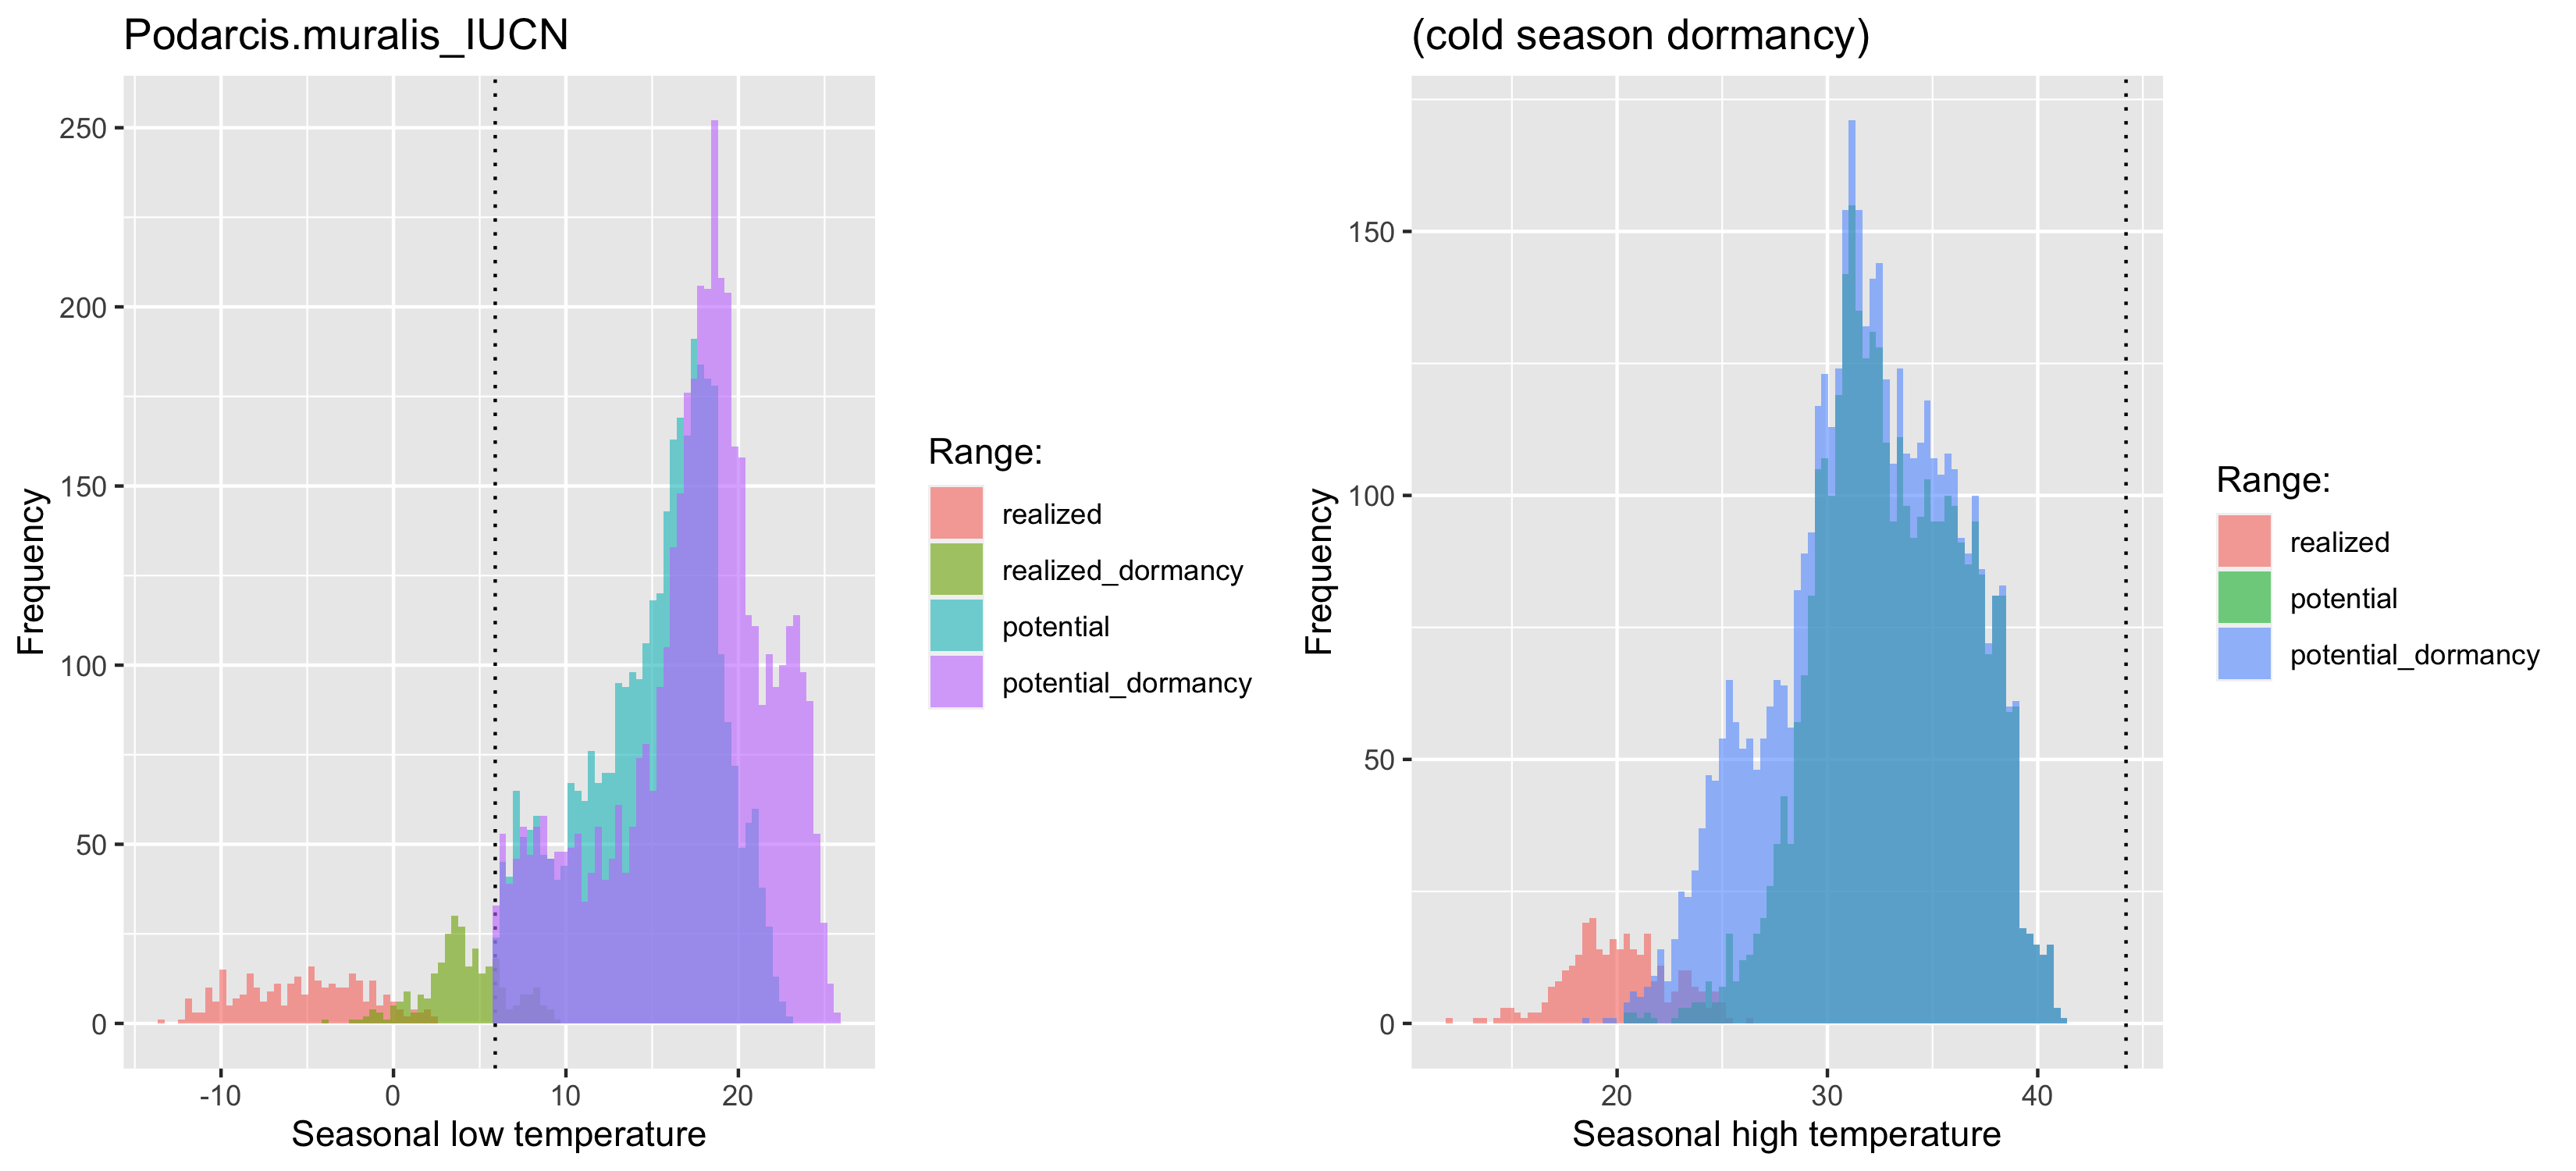 Podarcis.muralis_IUCN
250
200
150
100
50
0
-10 0 10 20
Seasonal low temperature
Frequency
Range:
realized
realized_dormancy
potential
potential_dormancy
(cold season dormancy)
150
100
50
0
20 30 40
Seasonal high temperature
Frequency
Range:
realized
potential
potential_dormancy